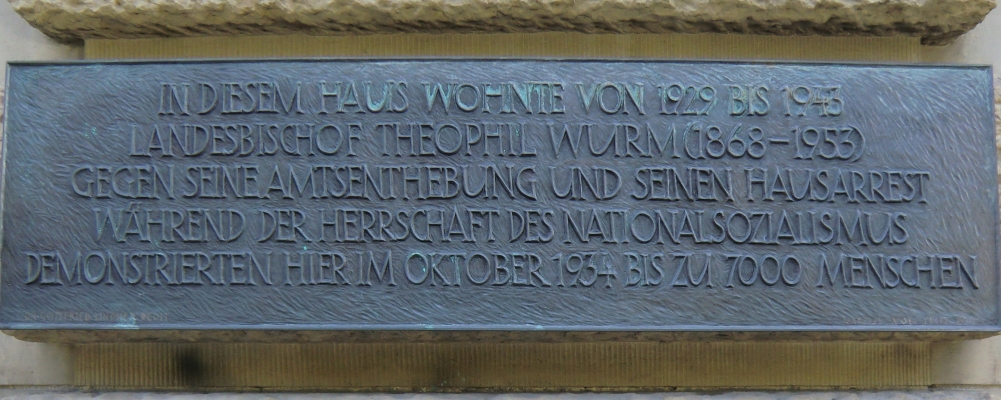 IN DIESEM HAUS WOHNTE VON 1929 BIS 1943
LANDESBISCHOF THEOPHIL WURM (1868-1953)
GEGEN SEINE AMTSENTHEBUNG UND SEINEN HAUSARREST
WÄHREND DER HERRSCHAFT DES NATIONALSOZIALISMUS
DEMONSTRIERTEN HIER IM OKTOBER 1934 BIS ZU 7000 MENSCHEN